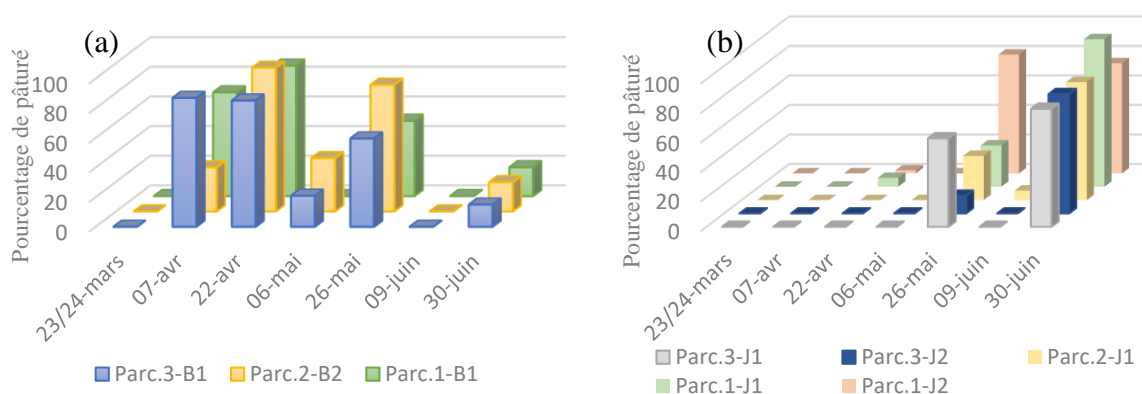 (a)
Pourcentage de pâturé
100
80
60
40
20
0
23/24-mars
07-avr
22-avr
06-mai
26-mai
09-juin
30-juin
Parc.3-B1 Parc.2-B2 Parc.1-B1
(b)
Pourcentage de pâturé
100
80
60
40
20
0
23/24-mars
07-avr
22-avr
06-mai
26-mai
09-juin
30-juin
Parc.3-J1 Parc.3-J2 Parc.2-J1
Parc.1-J1 Parc.1-J2